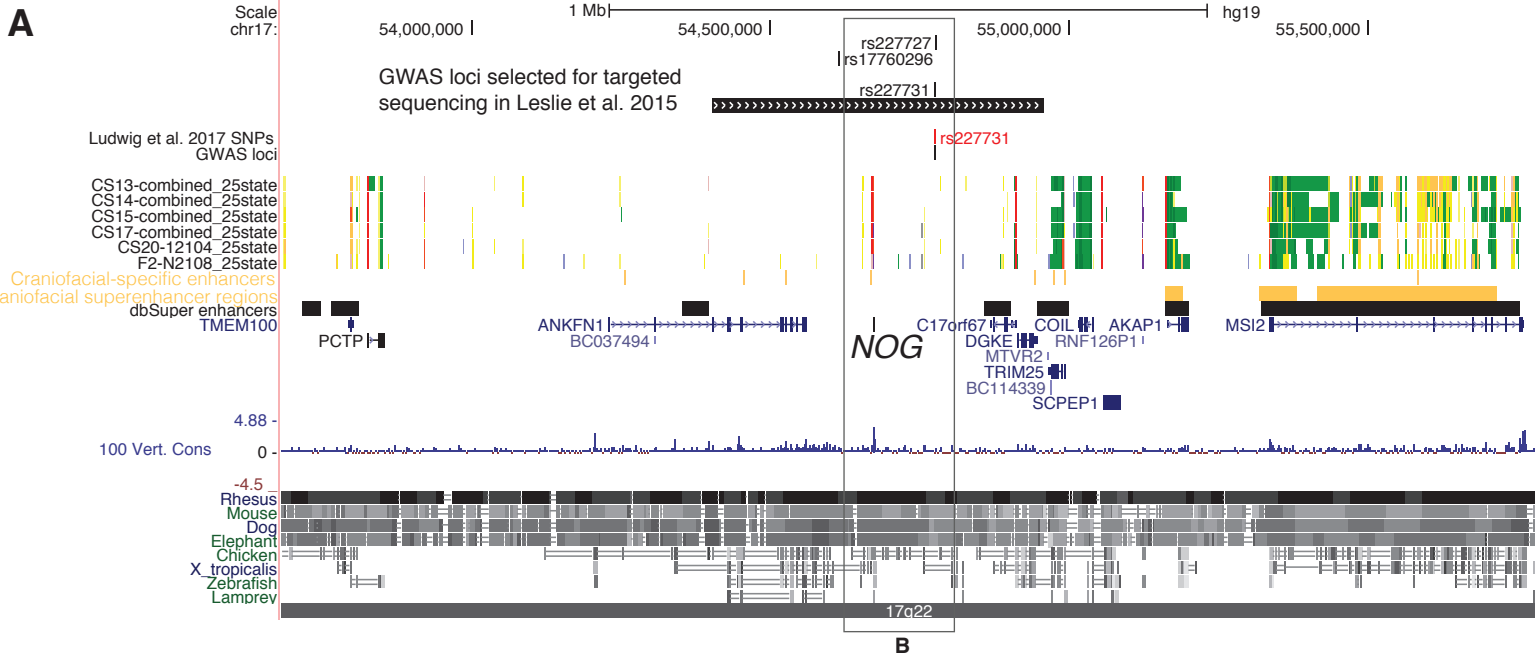 A
Scale 1 Mb hg19
chr17: 54,000,000 54,500,000 55,000,000 55,500,000
rs227727
rs17760296
GWAS loci selected for targeted
sequencing in Leslie et al. 2015
rs227731
Ludwig et al. 2017 SNPs rs227731
GWAS loci
CS13-combined_25state
CS14-combined_25state
CS15-combined_25state
CS17-combined_25state
CS20-12104_25state
F2-N2108_25state
Craniofacial-specific enhancers
aniofacial superenhancer regions
dbSuper enhancers
TMEM100 ANKFN1 C17orf67 COIL AKAP1 MSI2
PCTP BC037494 NOG DGKE RNF126P1
MTVR2
TRIM25
BC114339
SCPEP1
4.88 -
100 Vert. Cons
0 -
-4.5 _
Rhesus
Mouse
Dog
Elephant
Chicken
X_tropicalis
Zebrafish
Lamprey
17q22
B